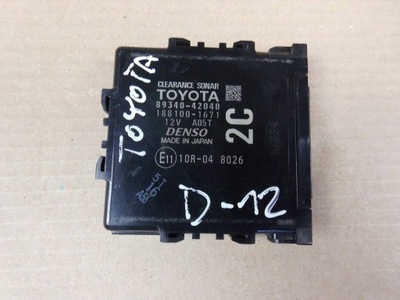 TOYOTA
CLEARANCE SONAR
TOYOTA
89340-42040
188100-1671
12V A05T
DENSO
MADE IN JAPAN
2C
E11 10R-04 8026
D-12